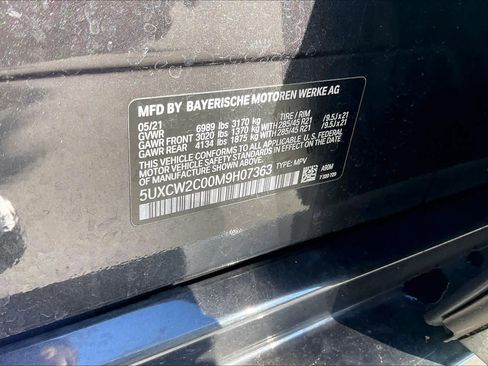 MFD BY BAYERISCHE MOTOREN WERKE AG
05/21
GVWR 6989 lbs 3170 kg TIRE / RIM
GAWR FRONT 3020 lbs 1370 kg WITH 285/45 R21 / 9.5J x 21
GAWR REAR 4134 lbs 1875 kg WITH 285/45 R21 / 9.5J x 21
THIS VEHICLE CONFORMS TO ALL APPLICABLE U.S. FEDERAL
MOTOR VEHICLE SAFETY STANDARDS IN EFFECT ON THE DATE
OF MANUFACTURE SHOWN ABOVE.
5UXCW2C00M9H07363 TYPE: MPV
A90M